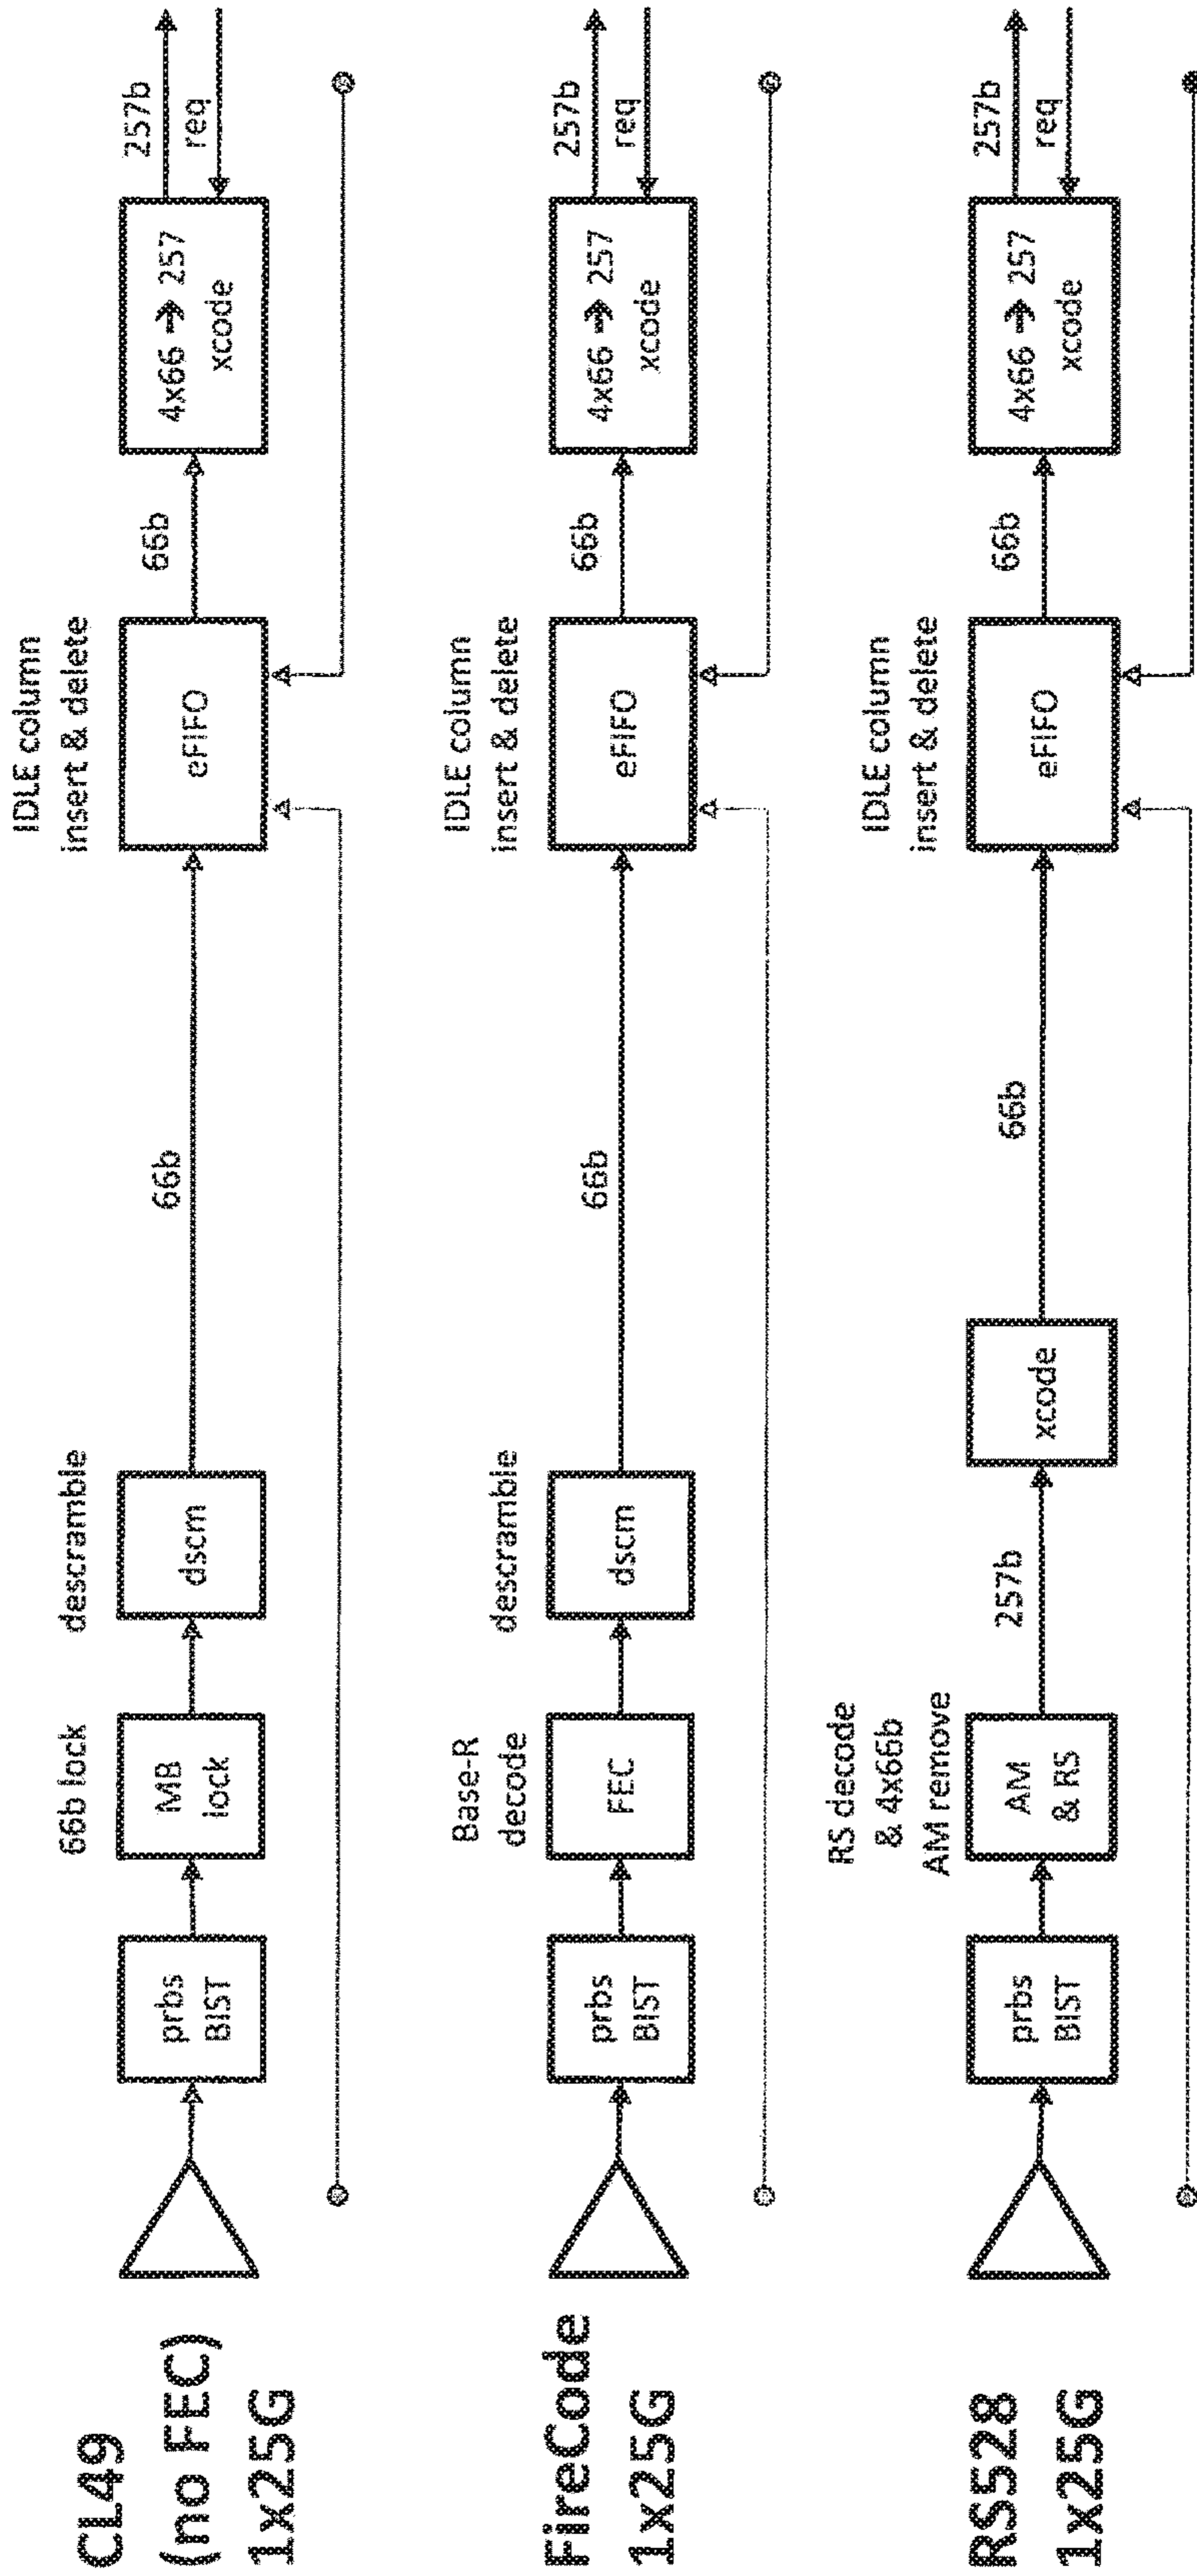 CL49
(no FEC)
1x25G
prbs
BIST
66b lock
MB
lock
descramble
dscm
66b
IDLE column
insert & delete
eFIFO
66b
4x66 → 257
xcode
257b
req
FireCode
1x25G
prbs
BIST
Base-R
decode
FEC
descramble
dscm
66b
IDLE column
insert & delete
eFIFO
66b
4x66 → 257
xcode
257b
req
RS528
1x25G
prbs
BIST
RS decode
& 4x66b
AM remove
AM
& RS
257b
xcode
66b
IDLE column
insert & delete
eFIFO
66b
4x66 → 257
xcode
257b
req